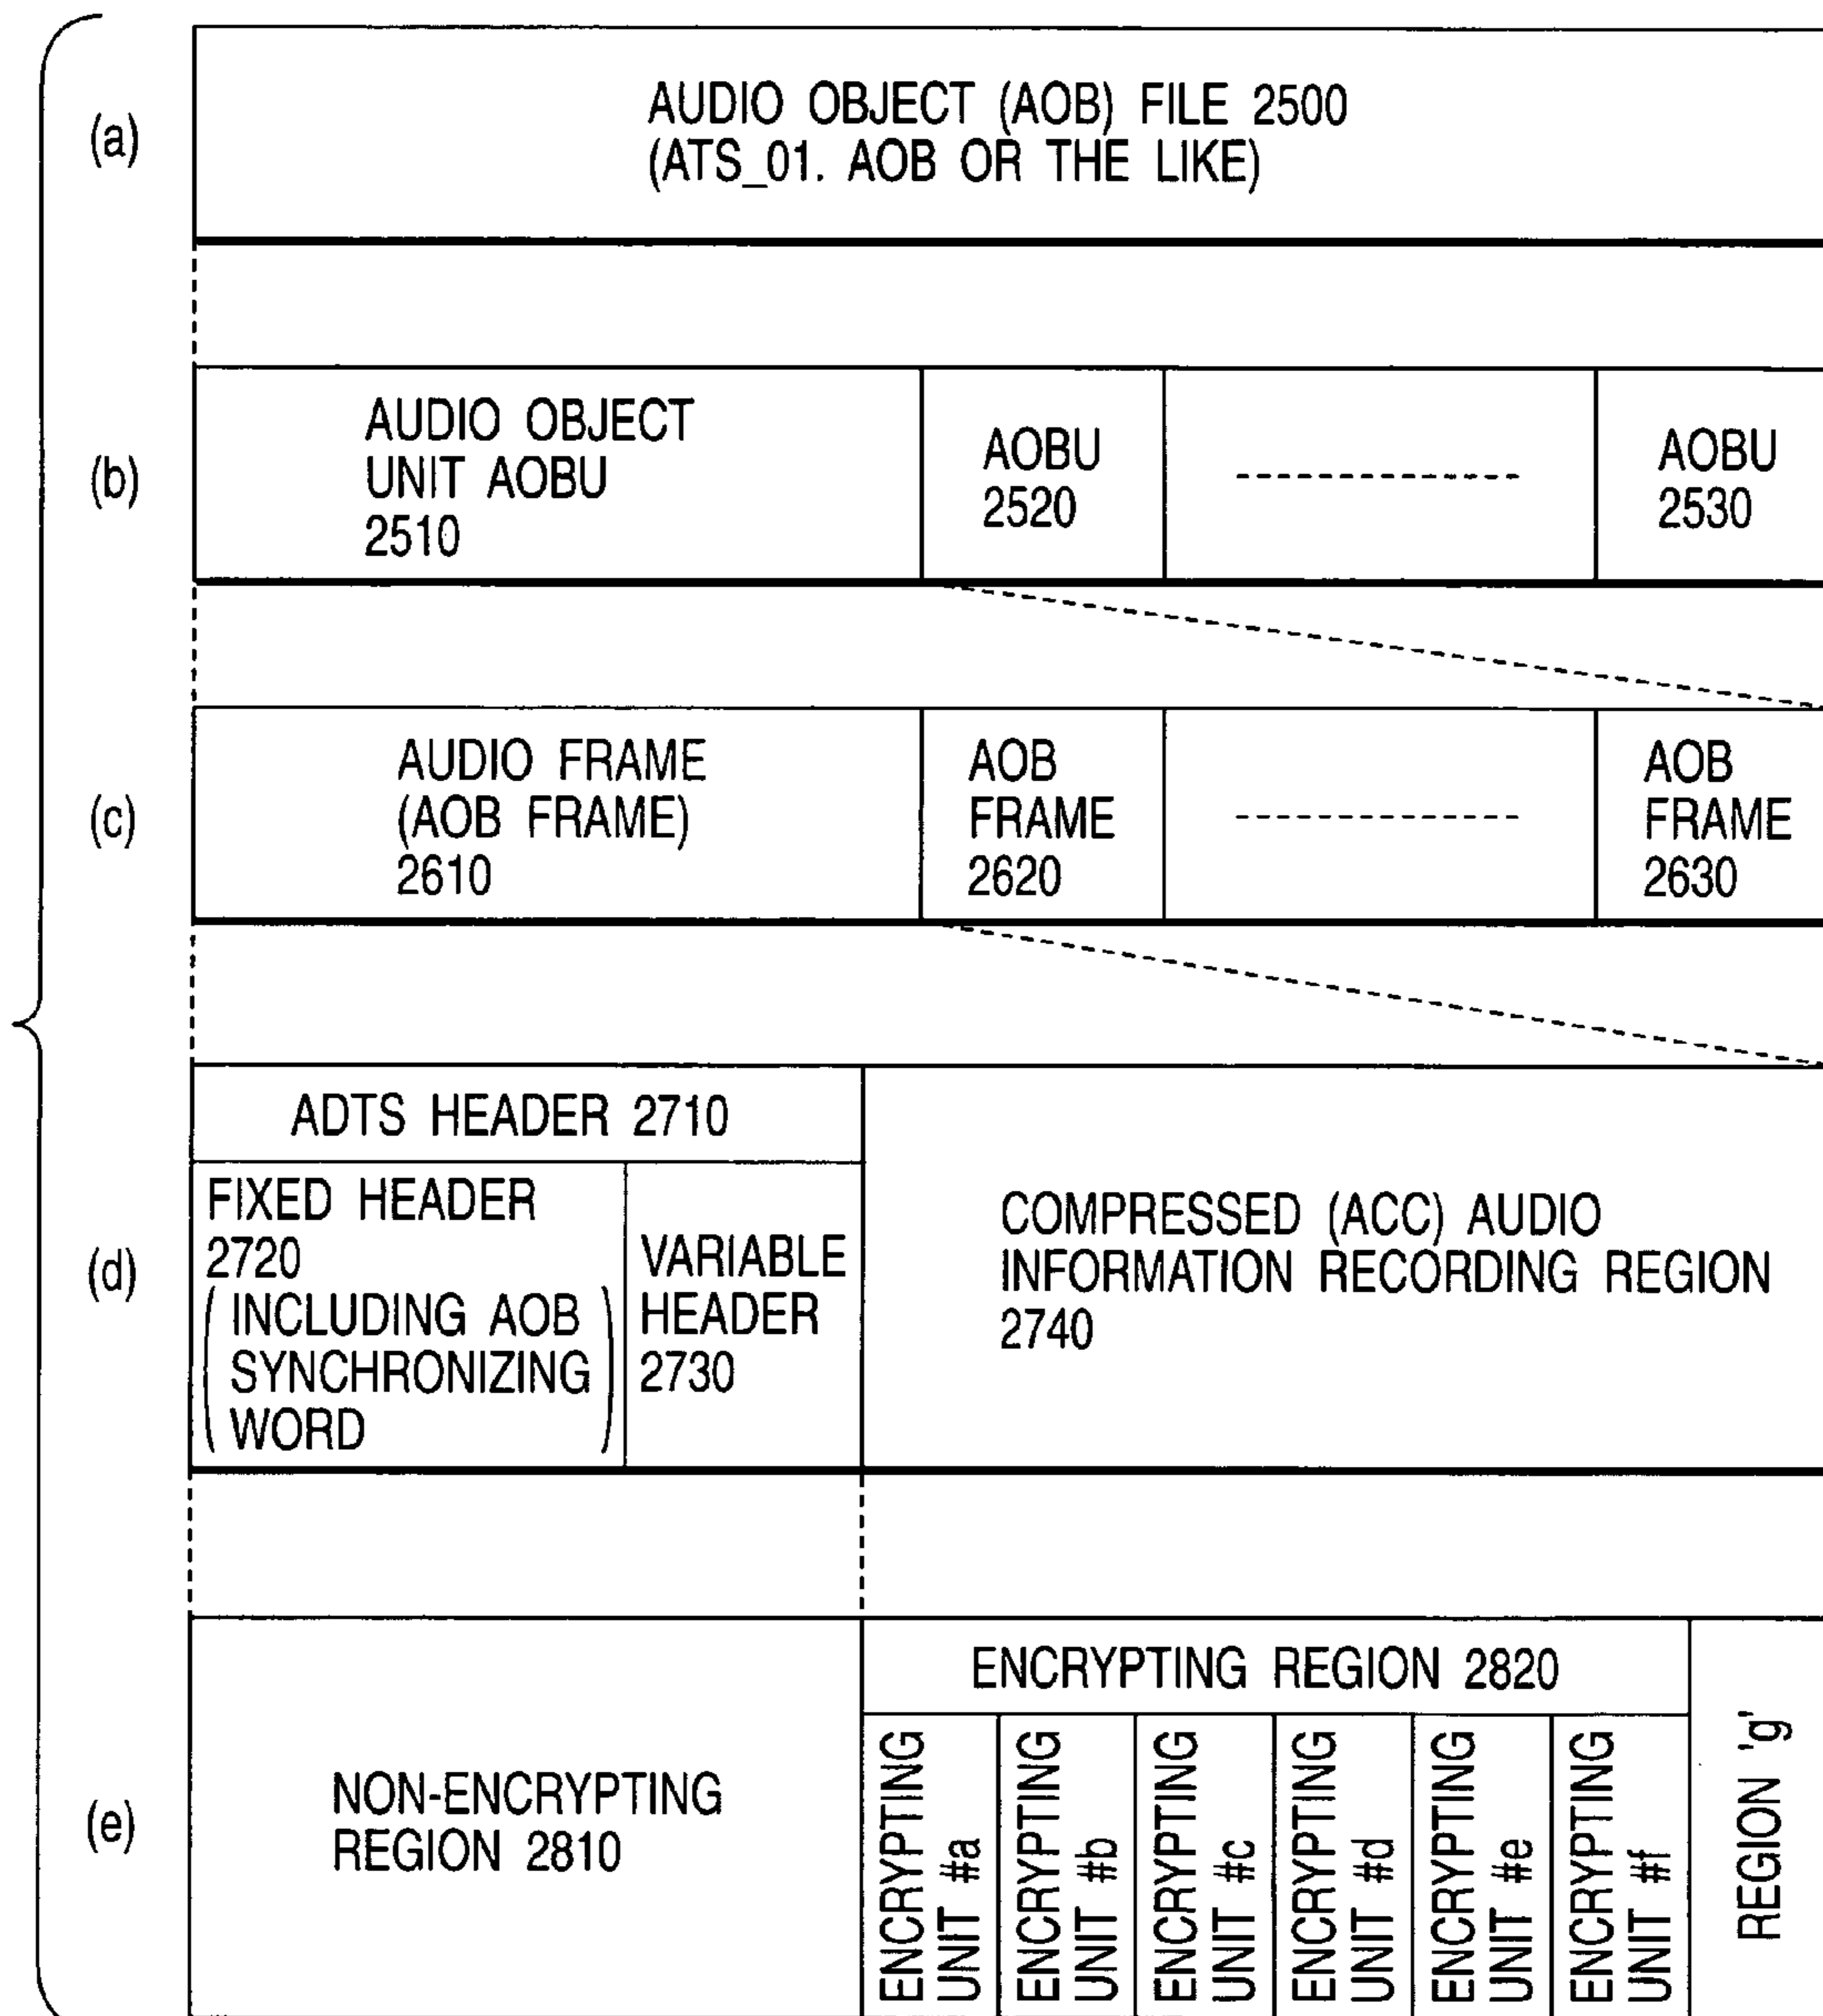 (a)
AUDIO OBJECT (AOB) FILE 2500
(ATS_01. AOB OR THE LIKE)
(b)
AUDIO OBJECT
UNIT AOBU
2510
AOBU
2520
AOBU
2530
(c)
AUDIO FRAME
(AOB FRAME)
2610
AOB
FRAME
2620
AOB
FRAME
2630
(d)
ADTS HEADER 2710
FIXED HEADER
2720
(INCLUDING AOB
SYNCHRONIZING
WORD)
VARIABLE
HEADER
2730
COMPRESSED (ACC) AUDIO
INFORMATION RECORDING REGION
2740
(e)
NON-ENCRYPTING
REGION 2810
ENCRYPTING REGION 2820
ENCRYPTING
UNIT #a
ENCRYPTING
UNIT #b
ENCRYPTING
UNIT #c
ENCRYPTING
UNIT #d
ENCRYPTING
UNIT #e
ENCRYPTING
UNIT #f
REGION 'g'